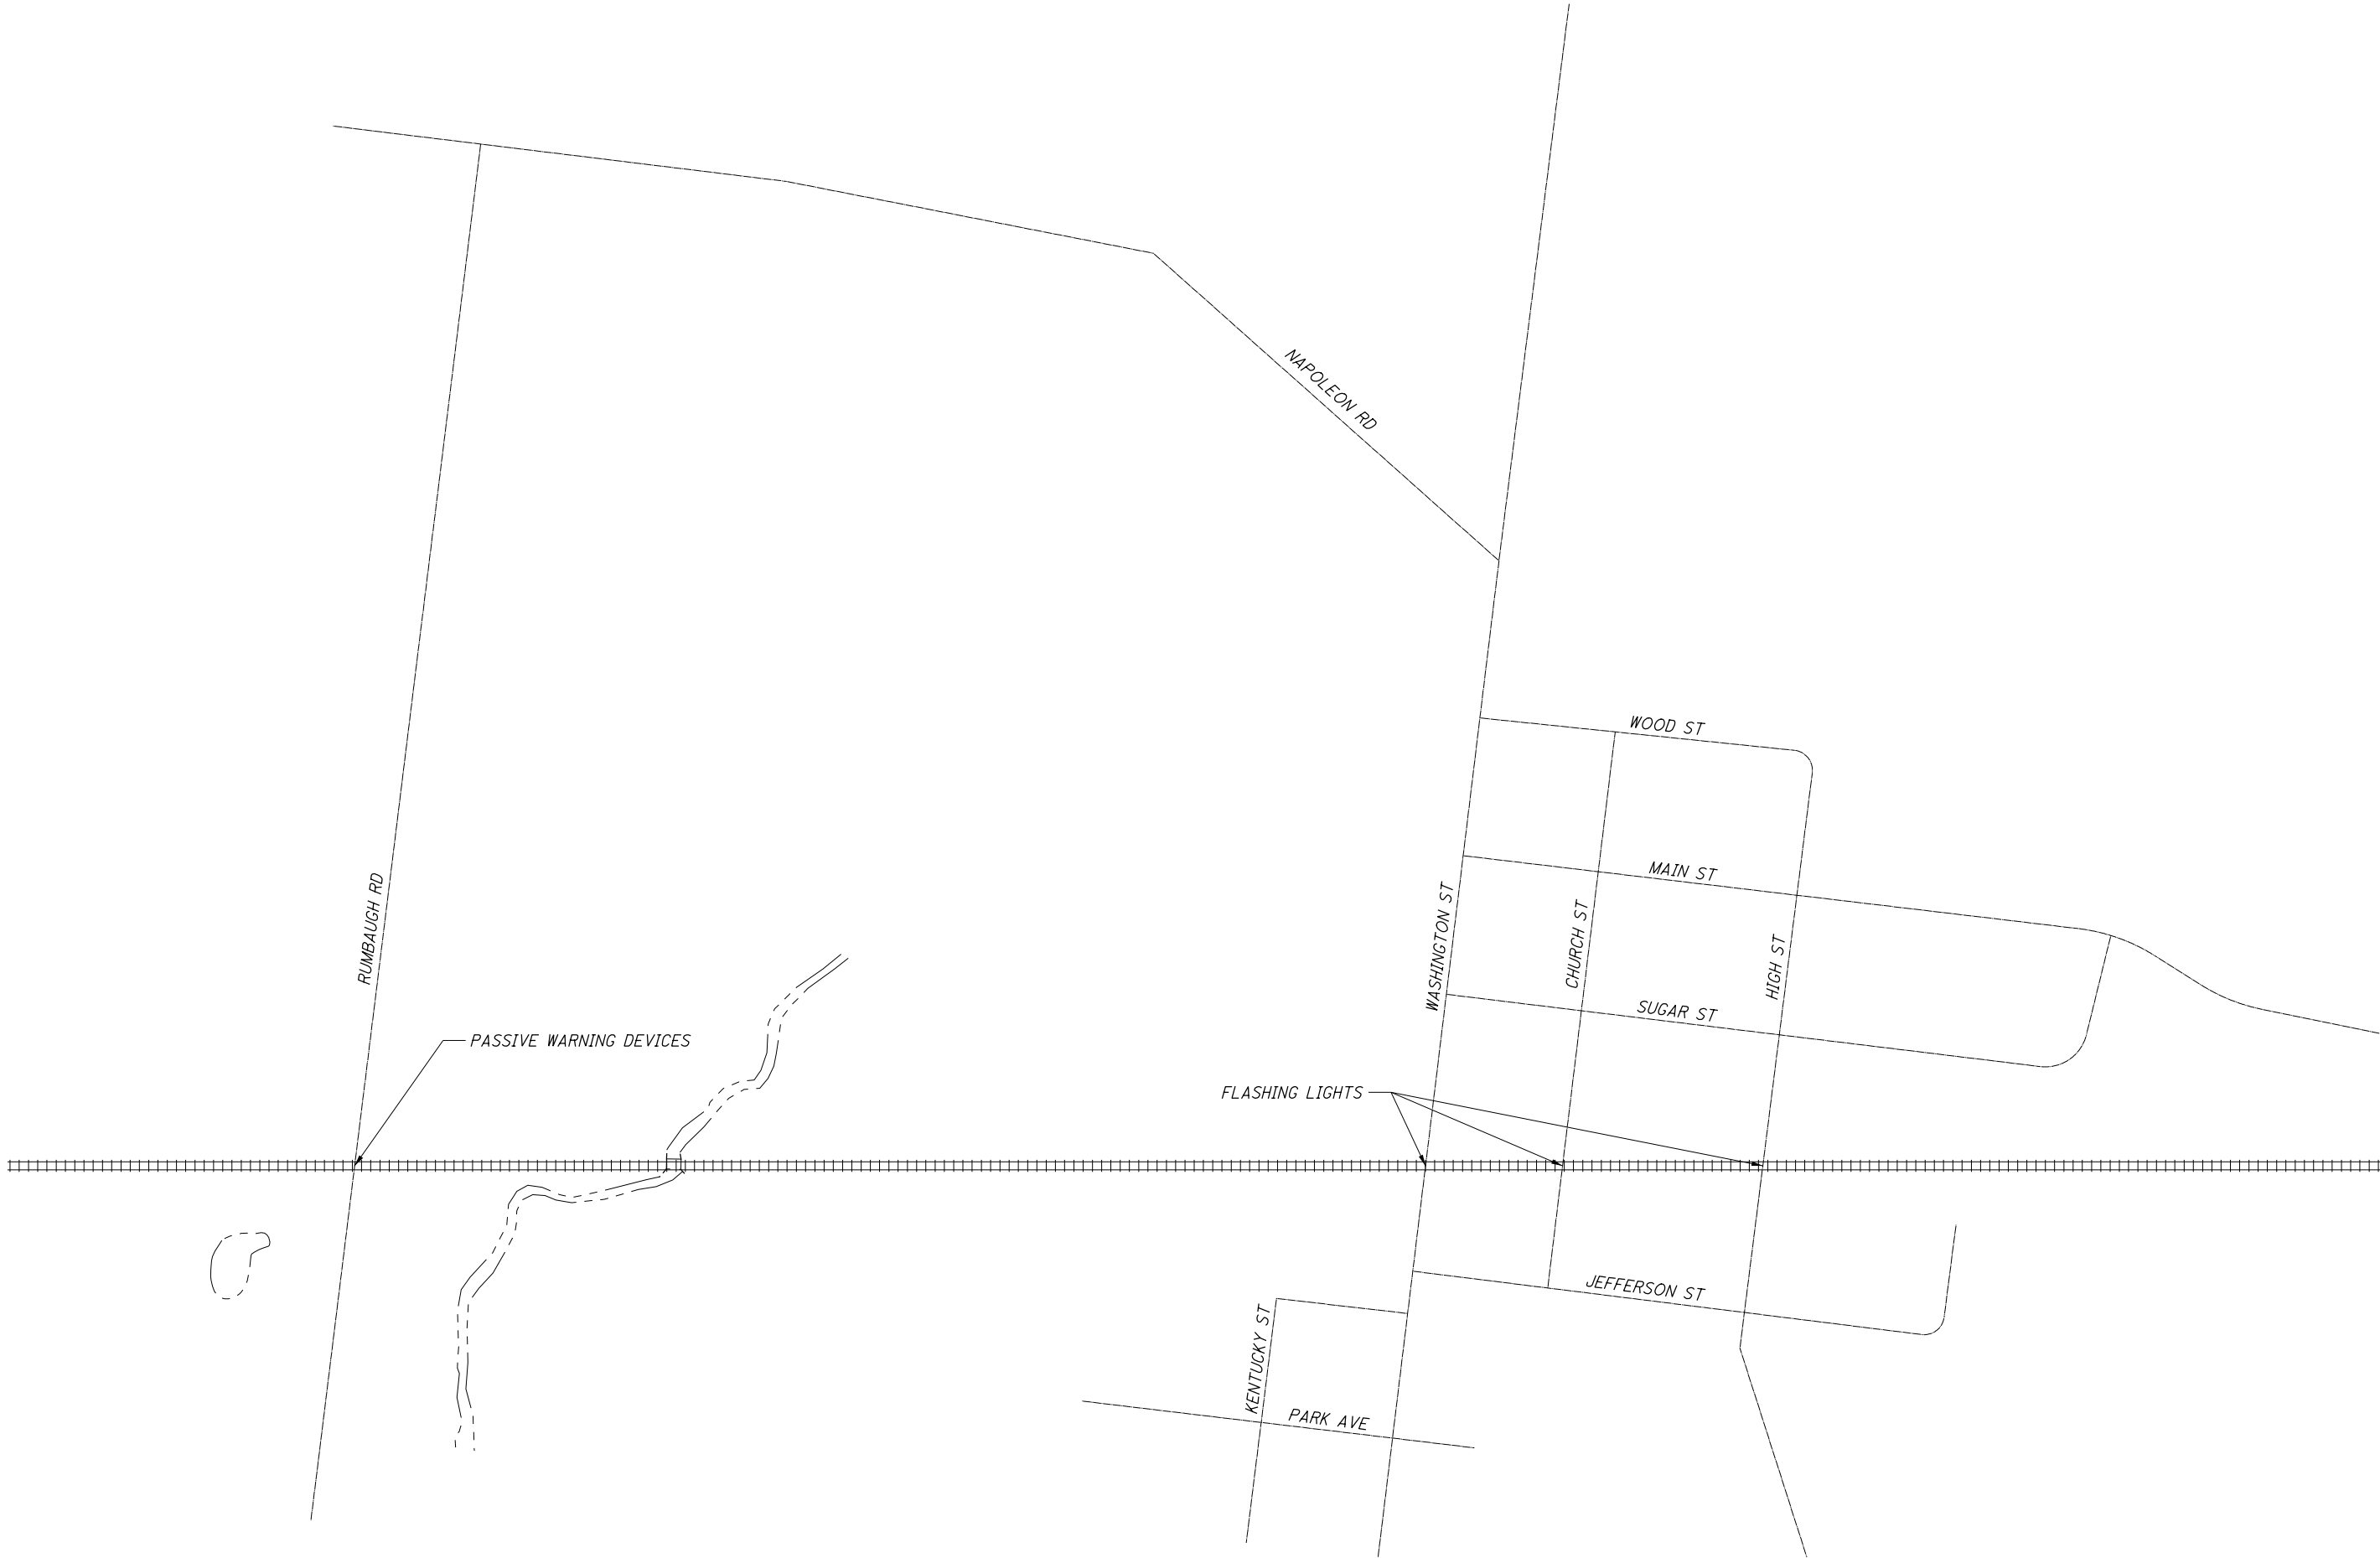 NAPOLEON RD
WOOD ST
MAIN ST
RUMBAUGH RD
WASHINGTON ST
CHURCH ST
HIGH ST
SUGAR ST
PASSIVE WARNING DEVICES
FLASHING LIGHTS
JEFFERSON ST
KENTUCKY ST
PARK AVE